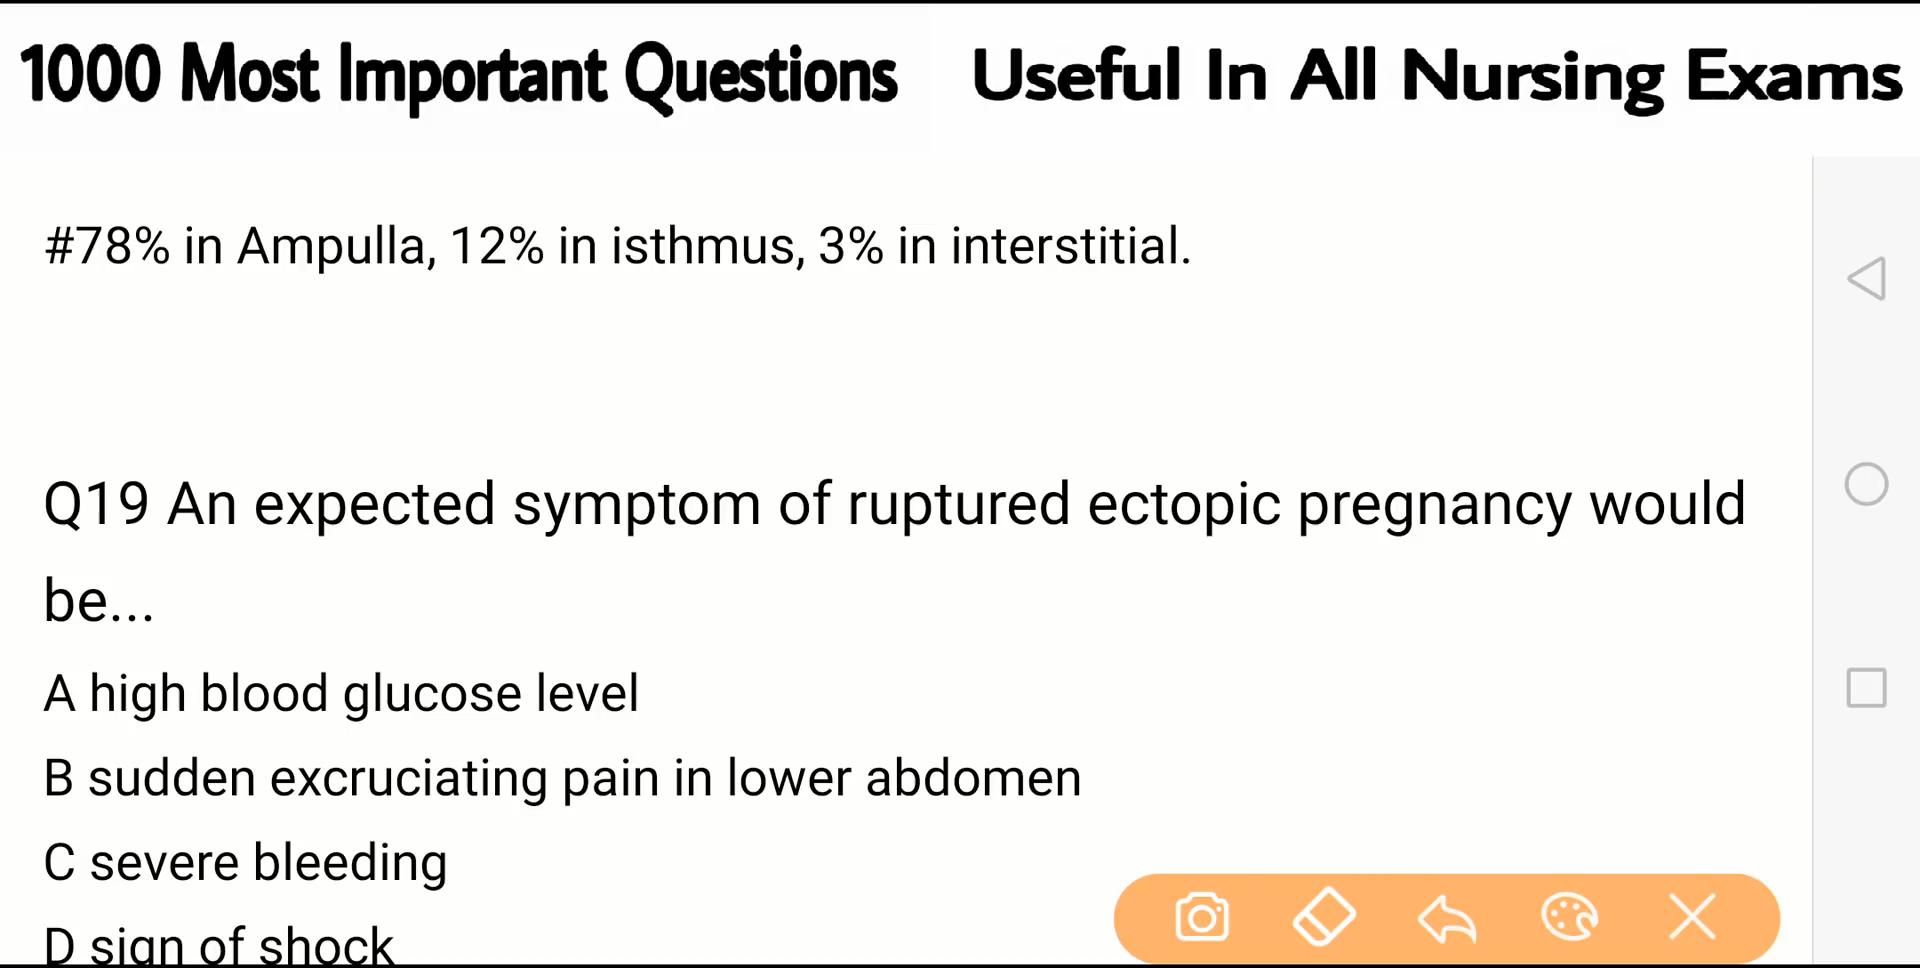 1000 Most Important Questions Useful In All Nursing Exams
#78% in Ampulla, 12% in isthmus, 3% in interstitial.
Q19 An expected symptom of ruptured ectopic pregnancy would
be...
A high blood glucose level
B sudden excruciating pain in lower abdomen
C severe bleeding
D sign of shock